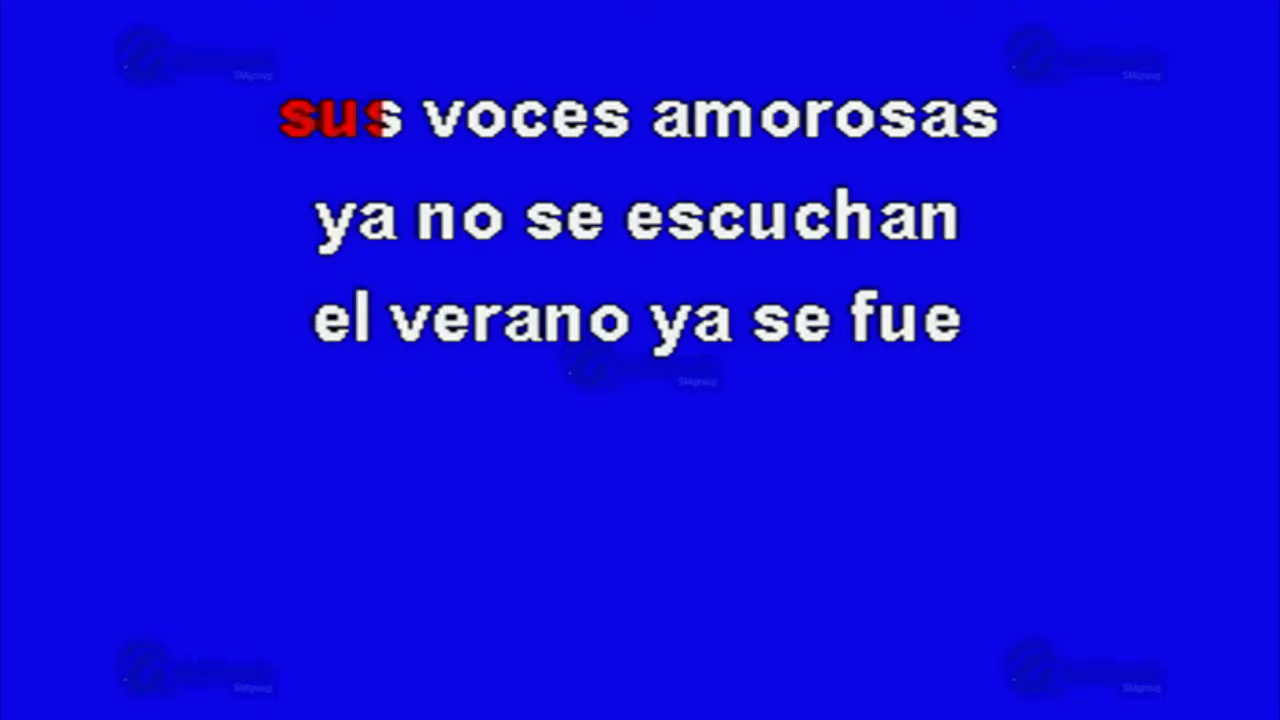 sus voces amorosas
ya no se escuchan
el verano ya se fue